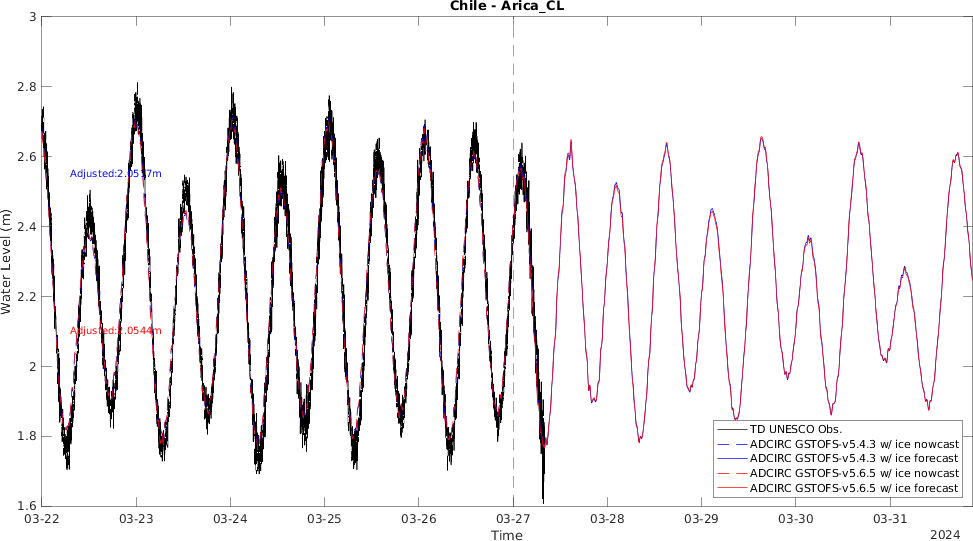 Chile - Arica_CL
3
2.8
2.6
2.4
2.2
2
1.8
1.6
Water Level (m)
Adjusted:2.0557m
Adjusted:2.0544m
TD UNESCO Obs.
ADCIRC GSTOFS-v5.4.3 w/ ice nowcast
ADCIRC GSTOFS-v5.4.3 w/ ice forecast
ADCIRC GSTOFS-v5.6.5 w/ ice nowcast
ADCIRC GSTOFS-v5.6.5 w/ ice forecast
03-22 03-23 03-24 03-25 03-26 03-27 03-28 03-29 03-30 03-31
Time
2024